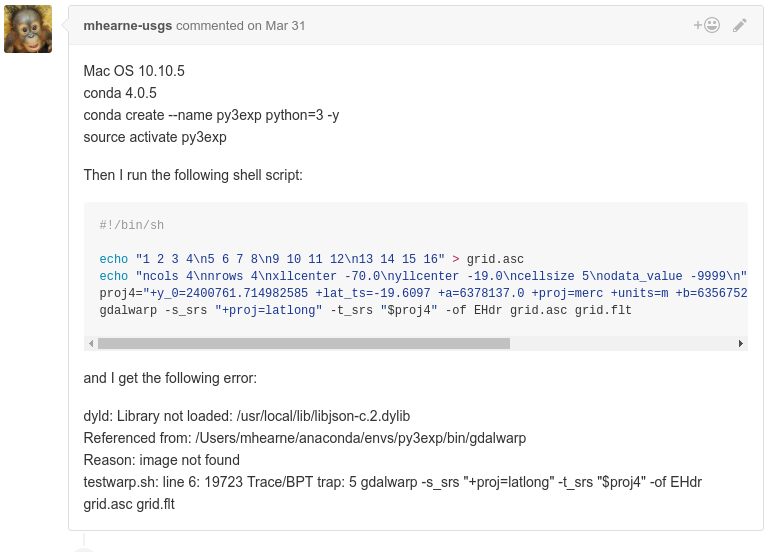 mhearne-usgs commented on Mar 31
Mac OS 10.10.5
conda 4.0.5
conda create --name py3exp python=3 -y
source activate py3exp
Then I run the following shell script:
#!/bin/sh
echo "1 2 3 4\n5 6 7 8\n9 10 11 12\n13 14 15 16" > grid.asc
echo "ncols 4\nnrows 4\nxllcenter -70.0\nyllcenter -19.0\ncellsize 5\nodata_value -9999\n"
proj4="+y_0=2400761.714982585 +lat_ts=-19.6097 +a=6378137.0 +proj=merc +units=m +b=6356752
gdalwarp -s_srs "+proj=latlong" -t_srs "$proj4" -of EHdr grid.asc grid.flt
and I get the following error:
dyld: Library not loaded: /usr/local/lib/libjson-c.2.dylib
Referenced from: /Users/mhearne/anaconda/envs/py3exp/bin/gdalwarp
Reason: image not found
testwarp.sh: line 6: 19723 Trace/BPT trap: 5 gdalwarp -s_srs "+proj=latlong" -t_srs "$proj4" -of EHdr
grid.asc grid.flt